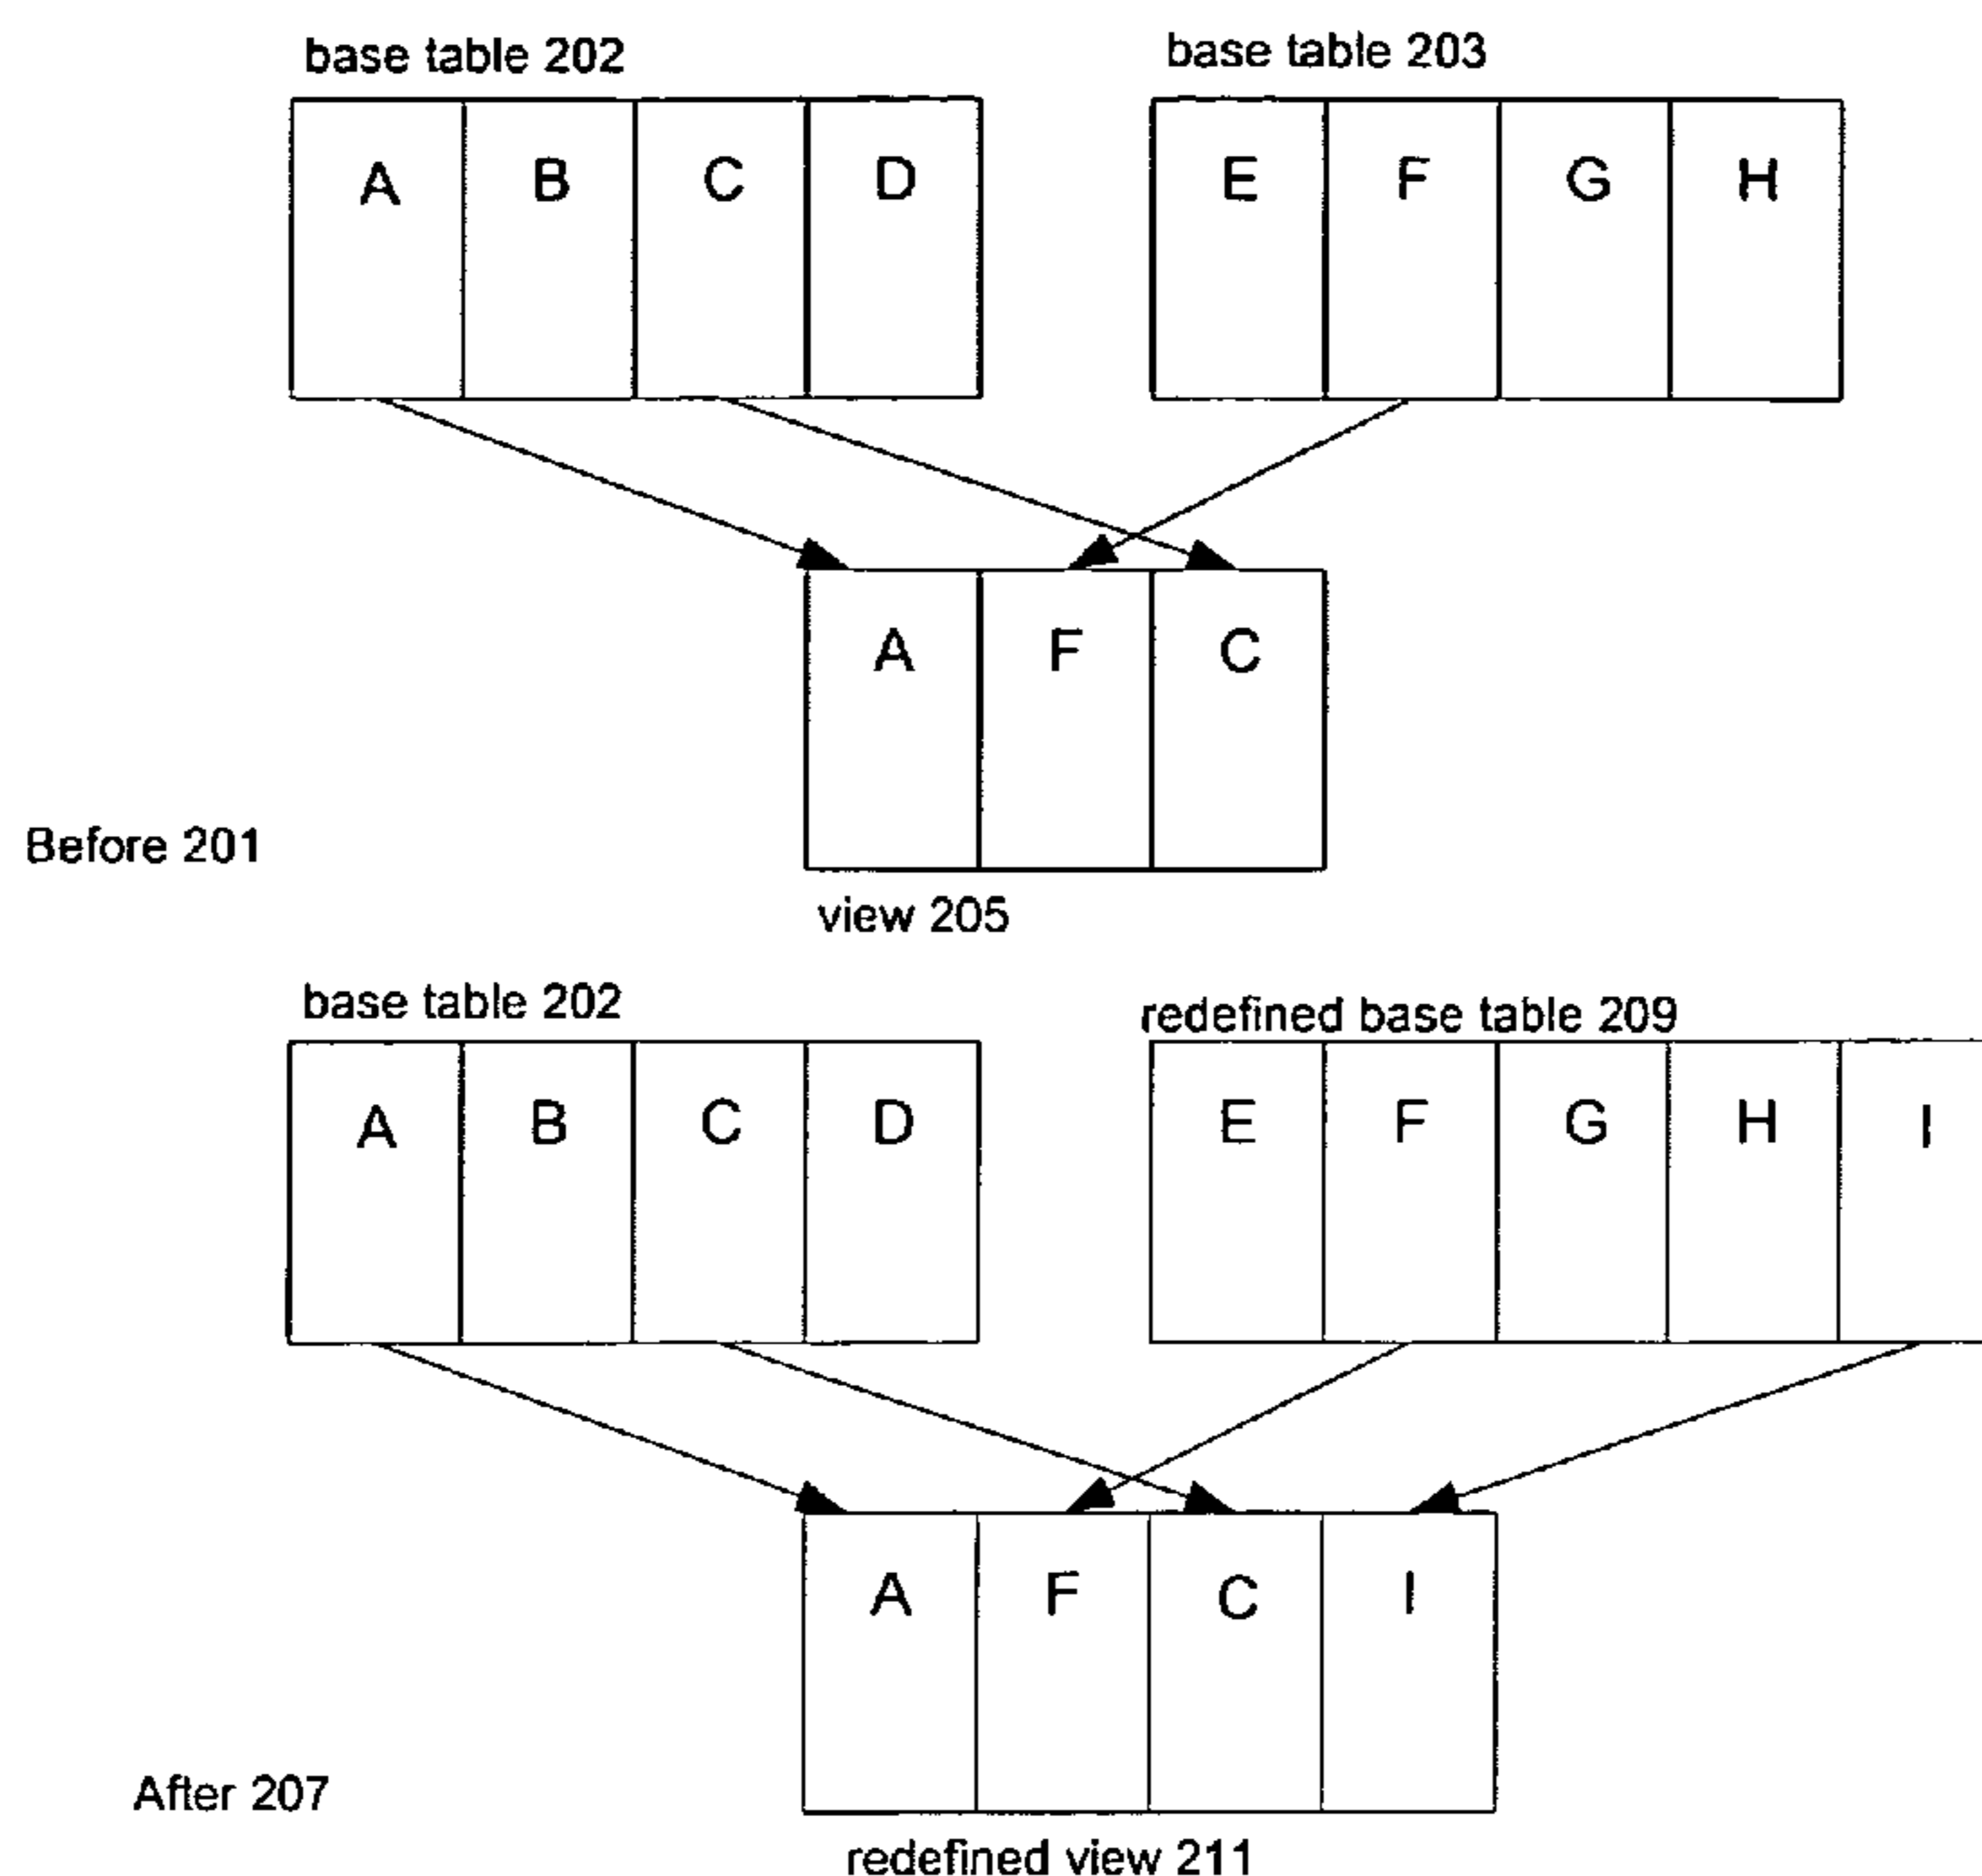 base table 202 base table 203
A B C D E F G H
A F C
Before 201
view 205
base table 202 redefined base table 209
A B C D E F G H I
A F C I
After 207
redefined view 211